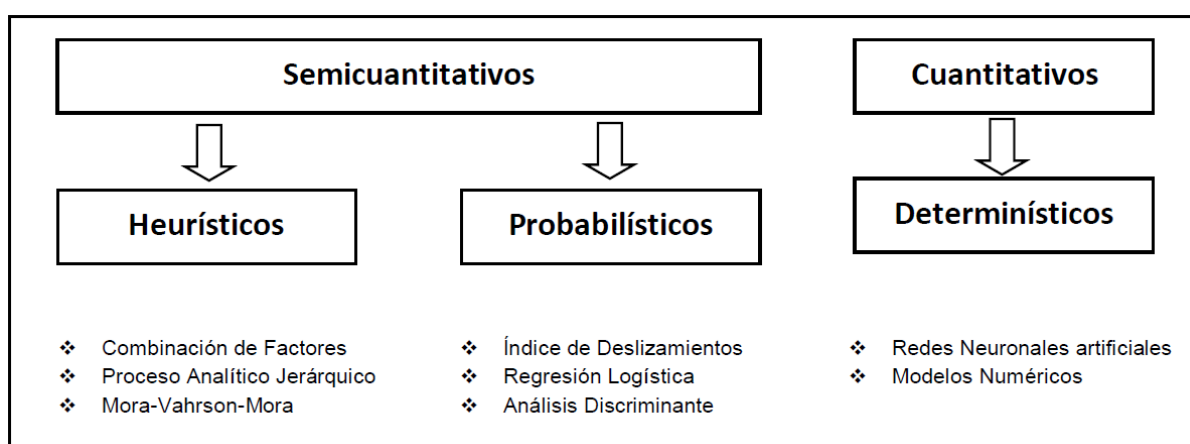 Semicuantitativos
Cuantitativos
Heurísticos
Probabilísticos
Determinísticos
❖ Combinación de Factores
❖ Proceso Analítico Jerárquico
❖ Mora-Vahrson-Mora
❖ Índice de Deslizamientos
❖ Regresión Logística
❖ Análisis Discriminante
❖ Redes Neuronales artificiales
❖ Modelos Numéricos